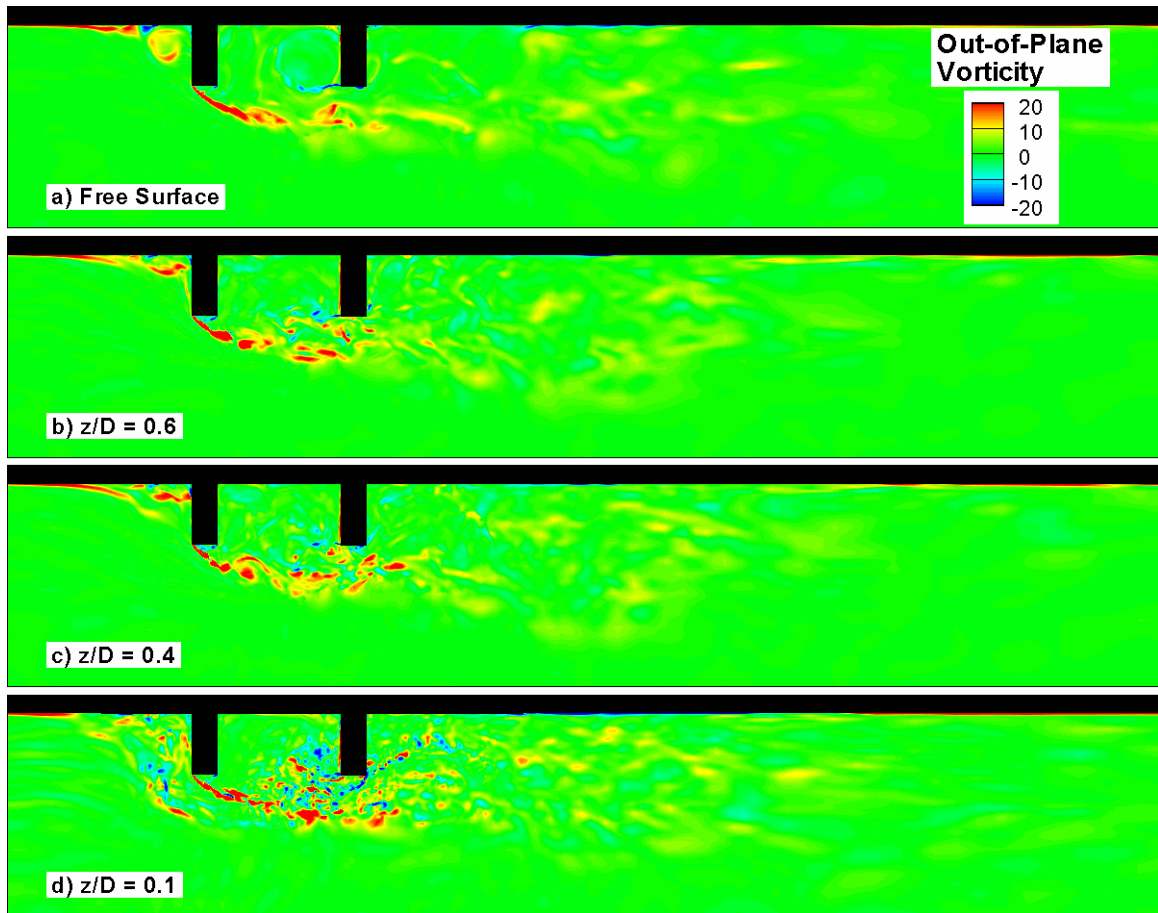 Out-of-Plane
Vorticity
20
10
0
-10
-20
a) Free Surface
b) z/D = 0.6
c) z/D = 0.4
d) z/D = 0.1